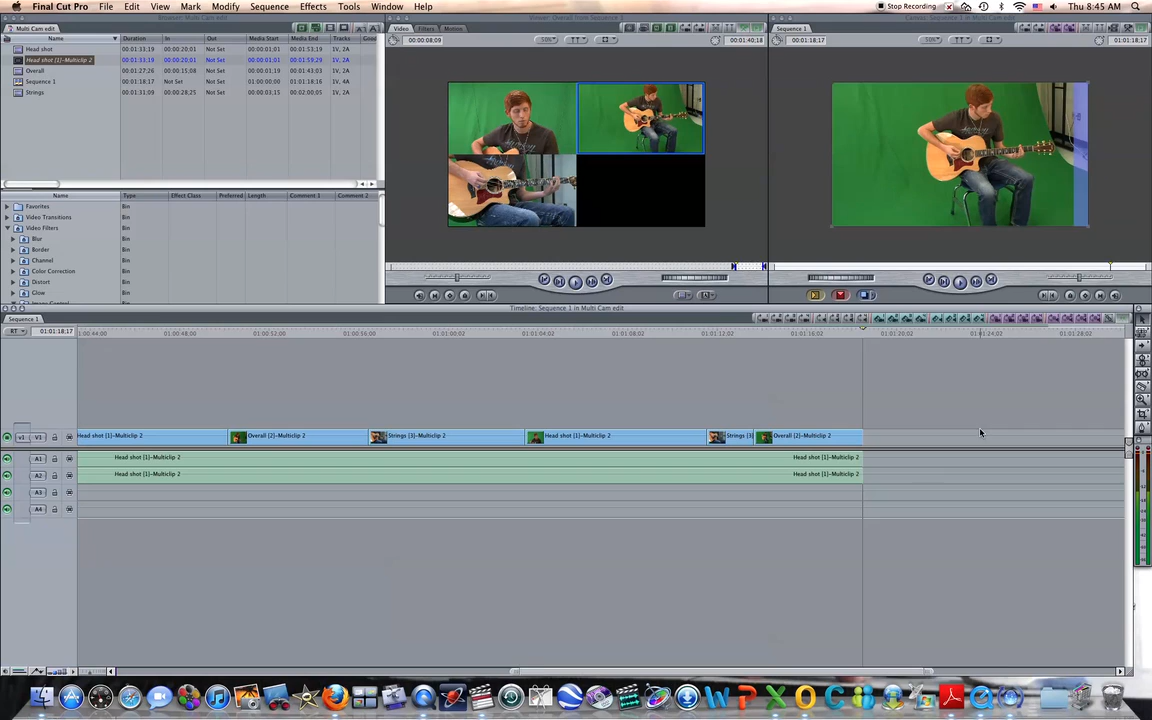 Final Cut Pro File Edit View Mark Modify Sequence Effects Tools Window Help Stop Recording Thu 8:45 AM
Browser: Multi Cam edit
Viewer: Overall from Sequence 1
Canvas: Sequence 1 in Multi Cam edit
Multi Cam edit
Video Filters Motion
Sequence 1
Name Duration In Out Media Start Media End Tracks
00:00:08;09 50% 00:01:40;18
01:01:18;17 00:01:18;17
Head shot 00:01:33;19 00:00:20;01 Not Set 00:00:01;01 00:01:53;19 1V, 2A
Head shot [1]-Multiclip 2 00:01:33;19 00:00:20;01 Not Set 00:00:01;01 00:01:59;29 1V, 2A
Overall 00:01:27;26 00:00:15;08 Not Set 00:00:01;19 00:01:43;03 1V, 2A
Sequence 1 00:01:18;17 Not Set Not Set 01:00:00;00 01:01:18;16 1V, 4A
Strings 00:01:31;09 00:00:28;25 Not Set 00:00:03;15 00:02:00;05 1V, 2A
Name Type Effect Class Preferred Length Comment 1 Comment 2
Favorites Bin
Video Transitions Bin
Video Filters Bin
Blur Bin
Border Bin
Channel Bin
Color Correction Bin
Distort Bin
Glow Bin
Timeline: Sequence 1 in Multi Cam edit
Sequence 1
RT 01:01:18;17 1:00:44;00 01:00:48;00 01:00:52;00 01:00:56;00 01:01:00;02 01:01:04;02 01:01:08;02 01:01:12;02 01:01:16;02 01:01:20;02 01:01:24;02 01:01:28;02
v1 V1 Head shot [1]-Multiclip 2 Overall [2]-Multiclip 2 Strings [3]-Multiclip 2 Head shot [1]-Multiclip 2 Strings [3] Overall [2]-Multiclip 2
A1 Head shot [1]-Multiclip 2 Head shot [1]-Multiclip 2
A2 Head shot [1]-Multiclip 2 Head shot [1]-Multiclip 2
A3
A4